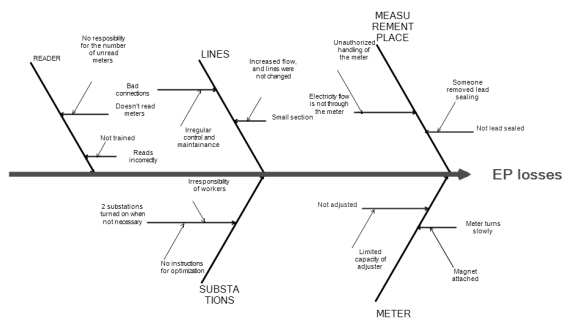 MEASU
REMENT
PLACE
No resposiblity
for the number
of unread
meters
READER
LINES
Increased flow,
and lines were
not changed
Unauthorized
handling of
the meter
Bad
connections
Doesn't read
meters
Electricity flow
is not through
the meter
Someone
removed lead
sealing
Small section
Irregular
control and
maintainance
Not lead sealed
Not trained
Reads
incorrectly
EP losses
Irresponsibility
of workers
2 substations
turned on when
not necessary
Not adjusted
Meter turns
slowly
No instructions
for optimization
Limited
capacity of
adjuster
Magnet
attached
SUBSTA
TIONS
METER